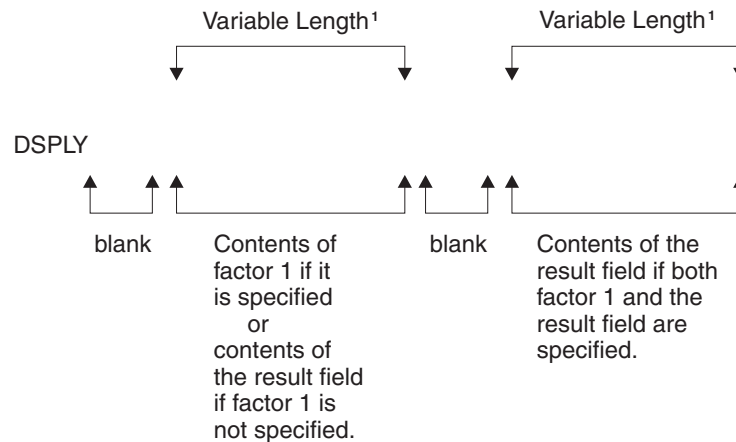 Variable Length¹ Variable Length¹
DSPLY
blank
Contents of
factor 1 if it
is specified
or
contents of
the result field
if factor 1 is
not specified.
blank
Contents of the
result field if both
factor 1 and the
result field are
specified.